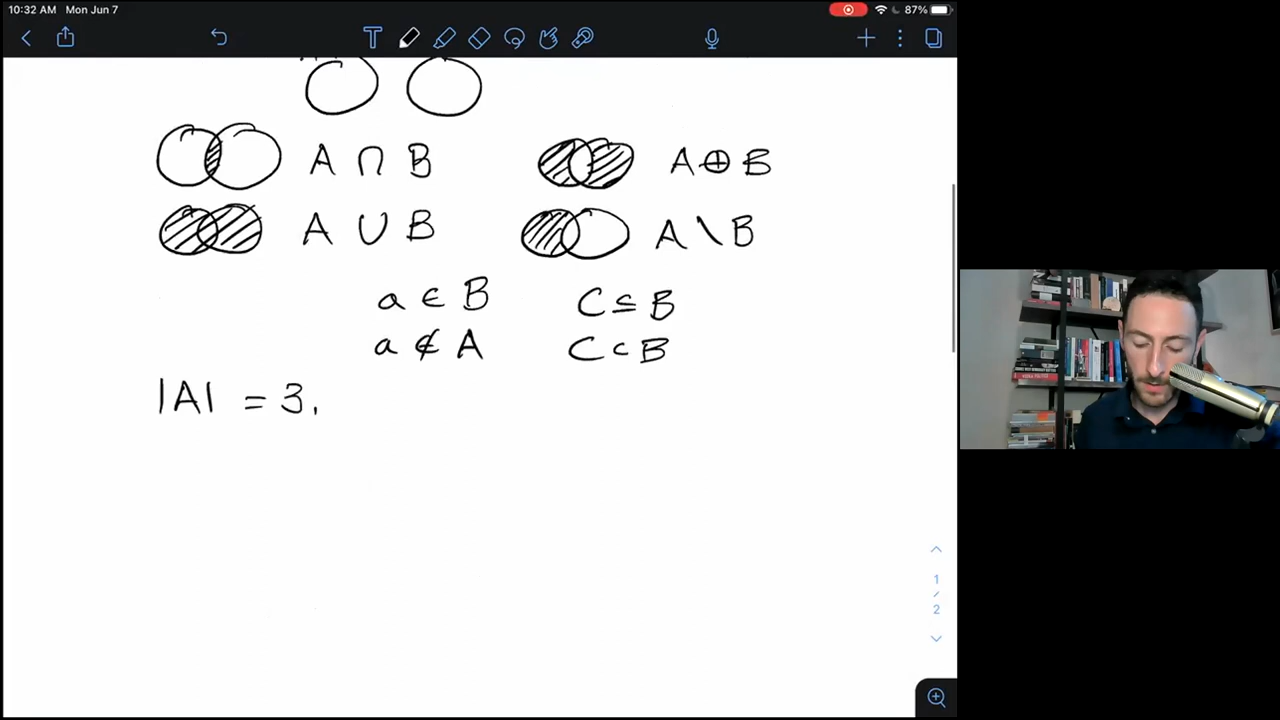 10:32 AM Mon Jun 7
87%
T
A ∩ B
A ⊕ B
A ∪ B
A \ B
a ∈ B
C ⊆ B
a ∉ A
C ⊂ B
|A| = 3.
1
/
2